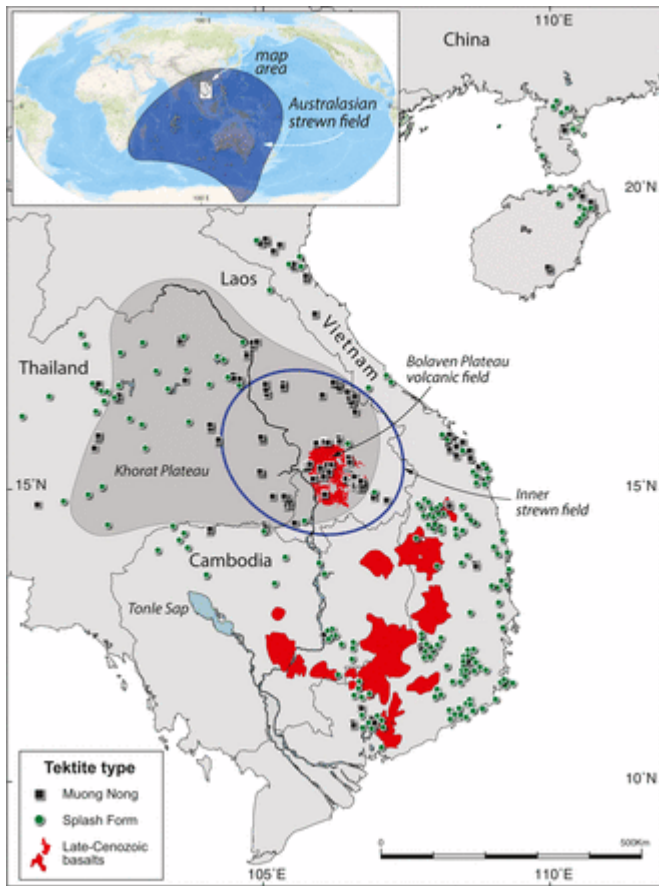 110°E
China
map
area
Australasian
strewn field
20°N
Laos
Vietnam
Thailand
Bolaven Plateau
volcanic field
Khorat Plateau
15°N
15°N
Inner
strewn field
Cambodia
Tonle Sap
Tektite type
Muong Nong
Splash Form
Late-Cenozoic
basalts
10°N
0
500Km
105°E
110°E